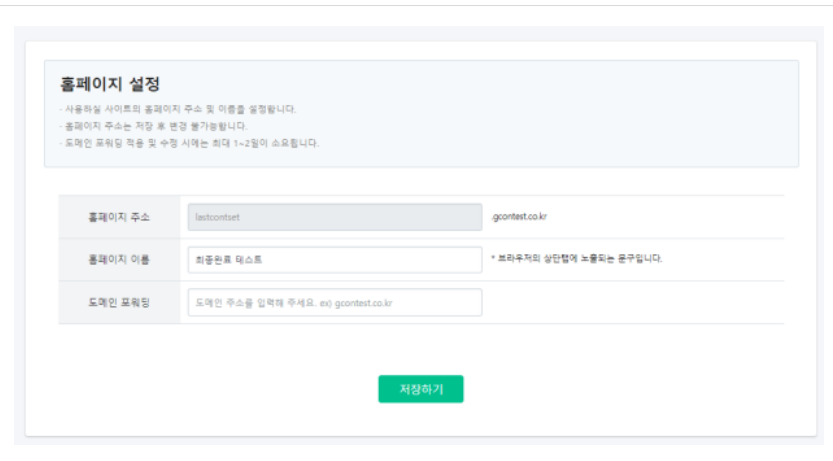 홈페이지 설정
· 사용하실 사이트의 홈페이지 주소 및 이름을 설정합니다.
· 홈페이지 주소는 저장 후 변경 불가능합니다.
· 도메인 포워딩 적용 및 수정 시에는 최대 1~2일이 소요됩니다.
홈페이지 주소 lastcontset .gcontest.co.kr
홈페이지 이름 최종완료 테스트 * 브라우저의 상단탭에 노출되는 문구입니다.
도메인 포워딩 도메인 주소을 입력해 주세요. ex) gcontest.co.kr
저장하기